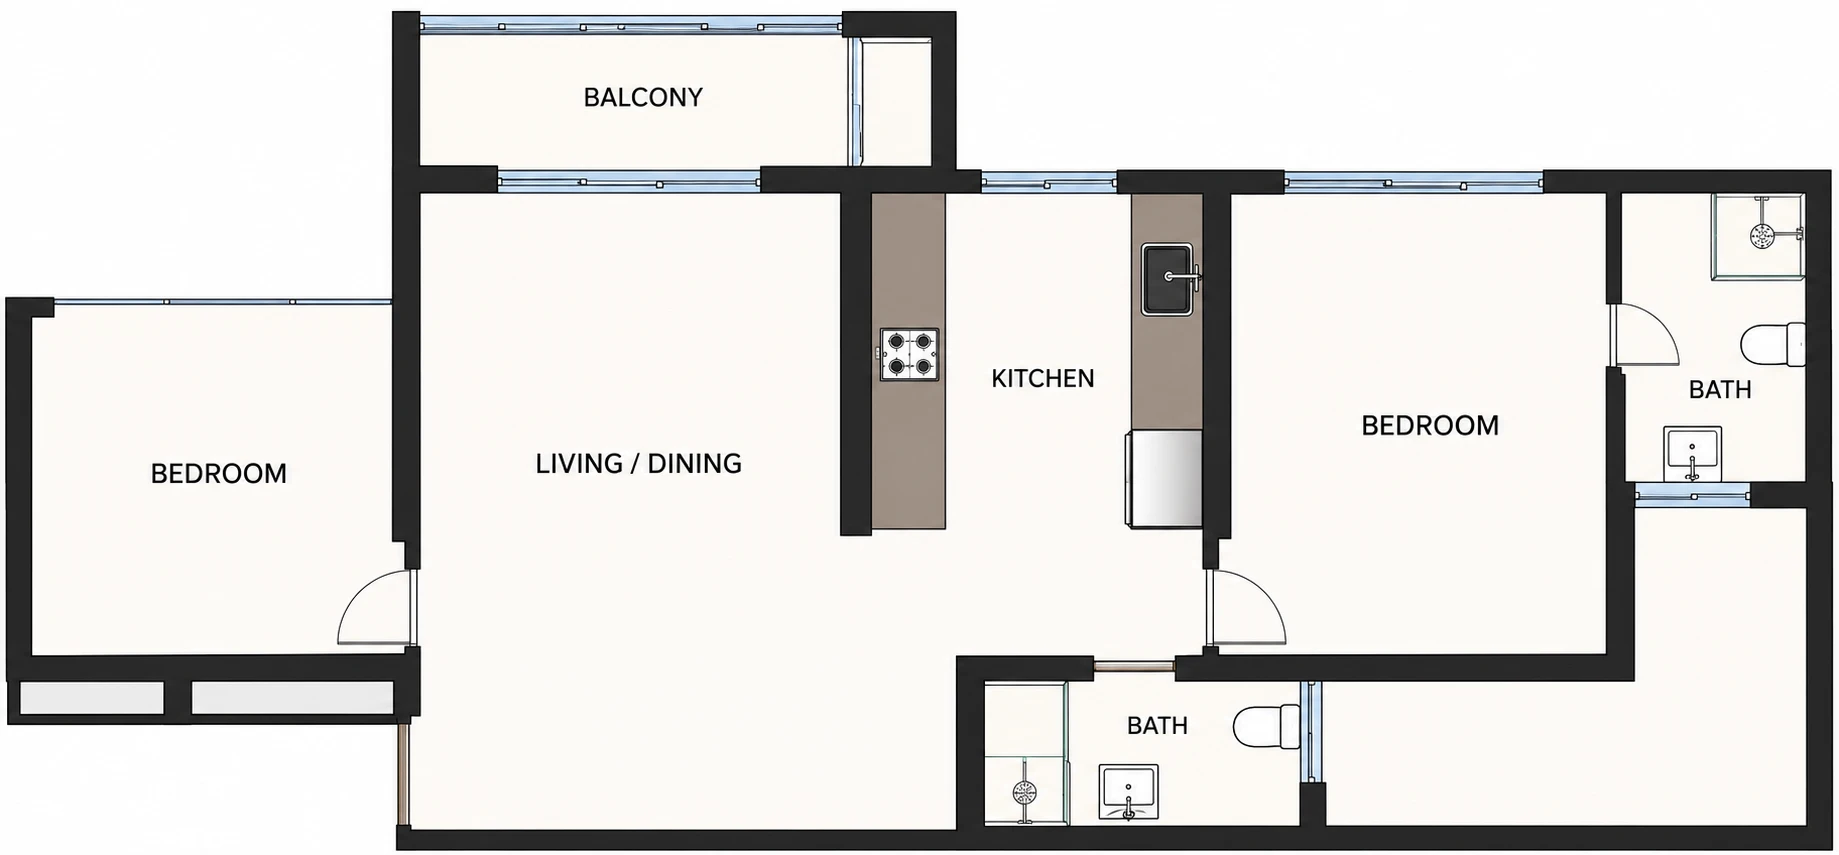 BALCONY
KITCHEN
BATH
BEDROOM
LIVING / DINING
BEDROOM
BATH